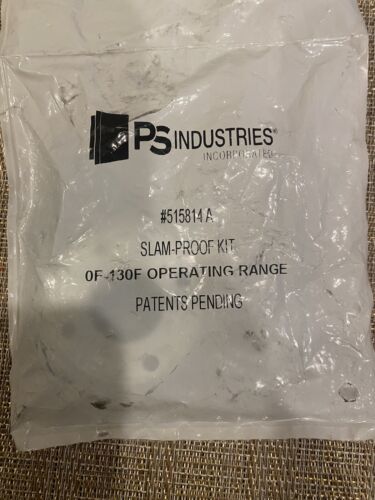 PS INDUSTRIES®
INCORPORATED
#515814 A
SLAM-PROOF KIT
0F-130F OPERATING RANGE
PATENTS PENDING